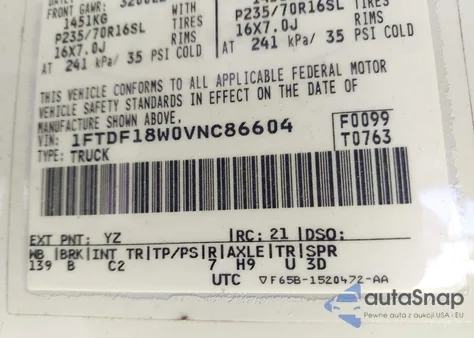 FRONT GAWR:
1451KG WITH
P235/70R16SL TIRES P235/70R16SL TIRES
16X7.0J RIMS 16X7.0J RIMS
AT 241 kPa/ 35 PSI COLD AT 241 kPa/ 35 PSI COLD
THIS VEHICLE CONFORMS TO ALL APPLICABLE FEDERAL MOTOR
VEHICLE SAFETY STANDARDS IN EFFECT ON THE DATE OF
MANUFACTURE SHOWN ABOVE.
VIN: 1FTDF18W0VNC86604 F0099
TYPE: TRUCK T0763
EXT PNT: YZ |RC: 21 |DSO:
WB |BRK|INT TR|TP/PS|R|AXLE|TR|SPR
139 B C2 7 H9 U 3D
UTC ▽F65B-1520472-AA
autoSnap
Pewne auta z aukcji USA - EU